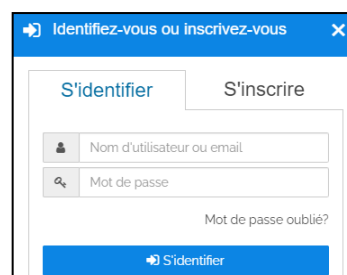 Identifiez-vous ou inscrivez-vous
S'identifier
S'inscrire
Nom d'utilisateur ou email
Mot de passe
Mot de passe oublié?
S'identifier